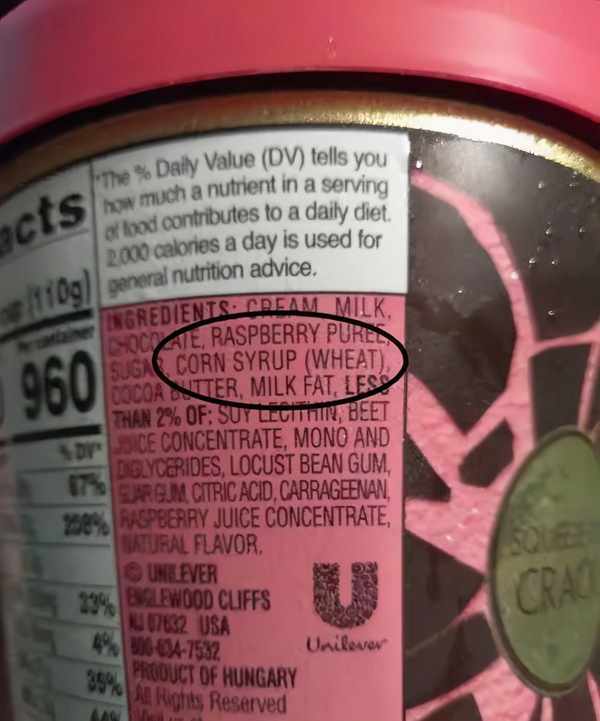 acts
(110g)
960
% DV*
67%
33%
4%
35%
44%
*The % Daily Value (DV) tells you
how much a nutrient in a serving
of food contributes to a daily diet.
2,000 calories a day is used for
general nutrition advice.
INGREDIENTS: CREAM, MILK,
CHOCOLATE, RASPBERRY PUREE,
SUGAR, CORN SYRUP (WHEAT),
COCOA BUTTER, MILK FAT, LESS
THAN 2% OF: SOY LECITHIN, BEET
JUICE CONCENTRATE, MONO AND
DIGLYCERIDES, LOCUST BEAN GUM,
GUAR GUM, CITRIC ACID, CARRAGEENAN,
RASPBERRY JUICE CONCENTRATE,
NATURAL FLAVOR.
© UNILEVER
ENGLEWOOD CLIFFS
NJ 07632 USA
800-634-7532
PRODUCT OF HUNGARY
All Rights Reserved
Unilever
CRAC